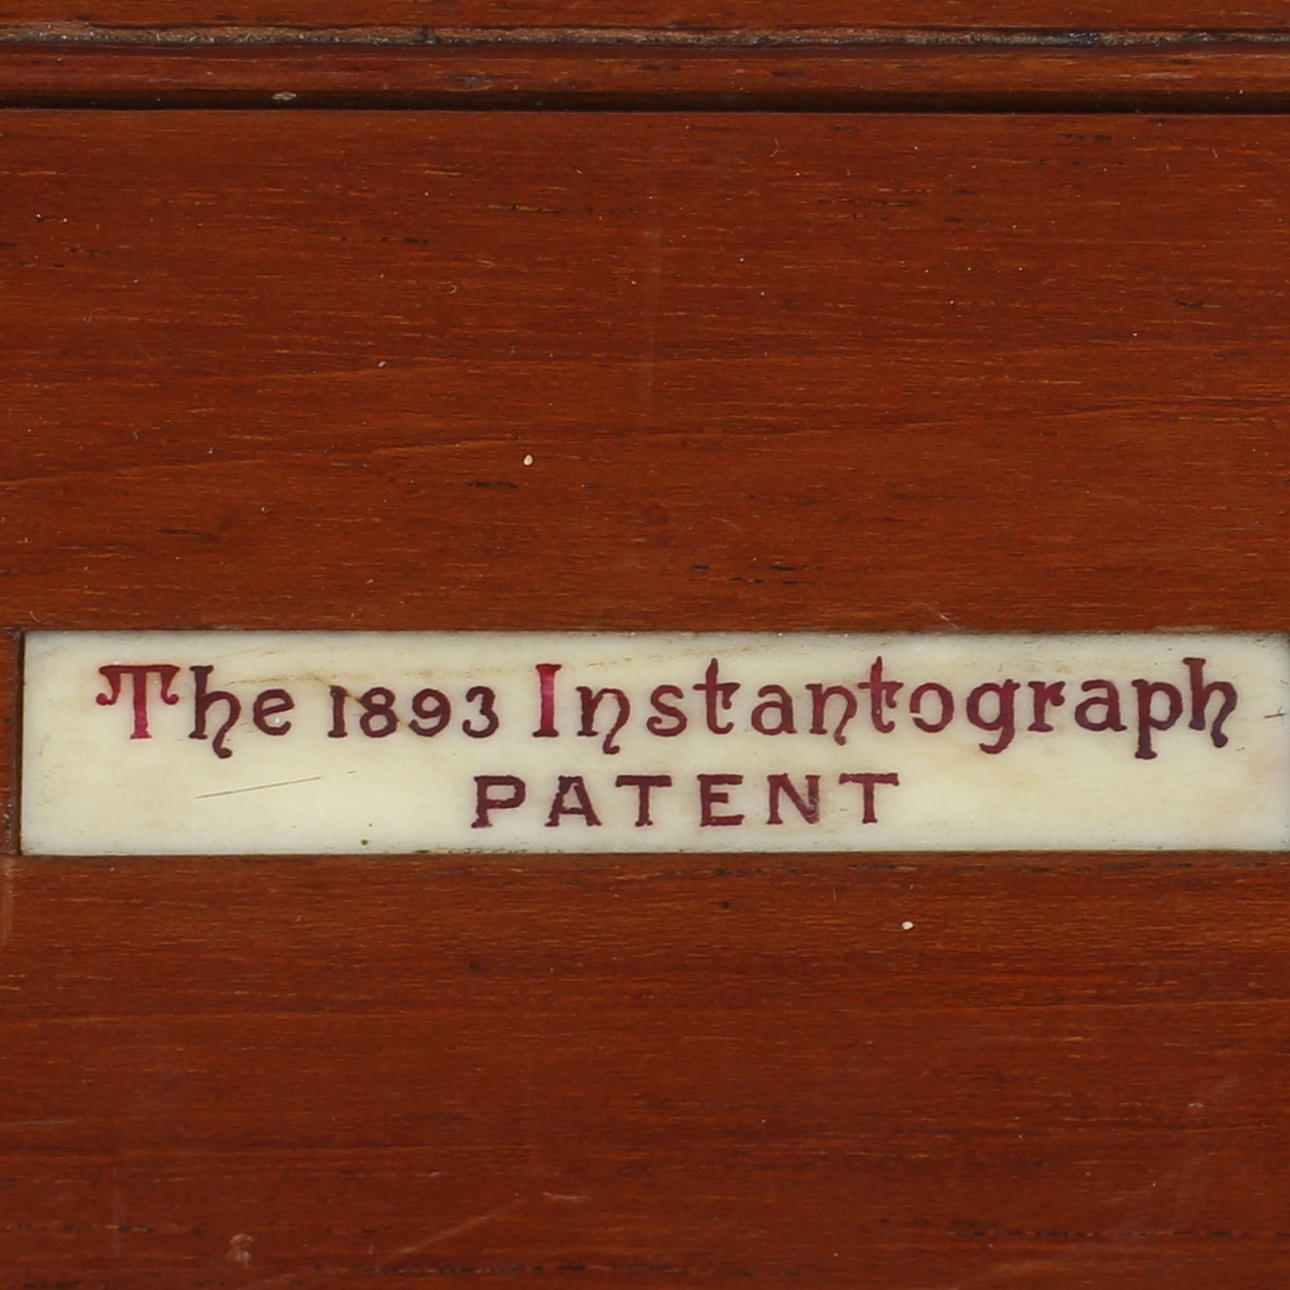 The 1893 Instantograph
PATENT